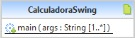 CalculadoraSwing
main ( args : String [1..*] )